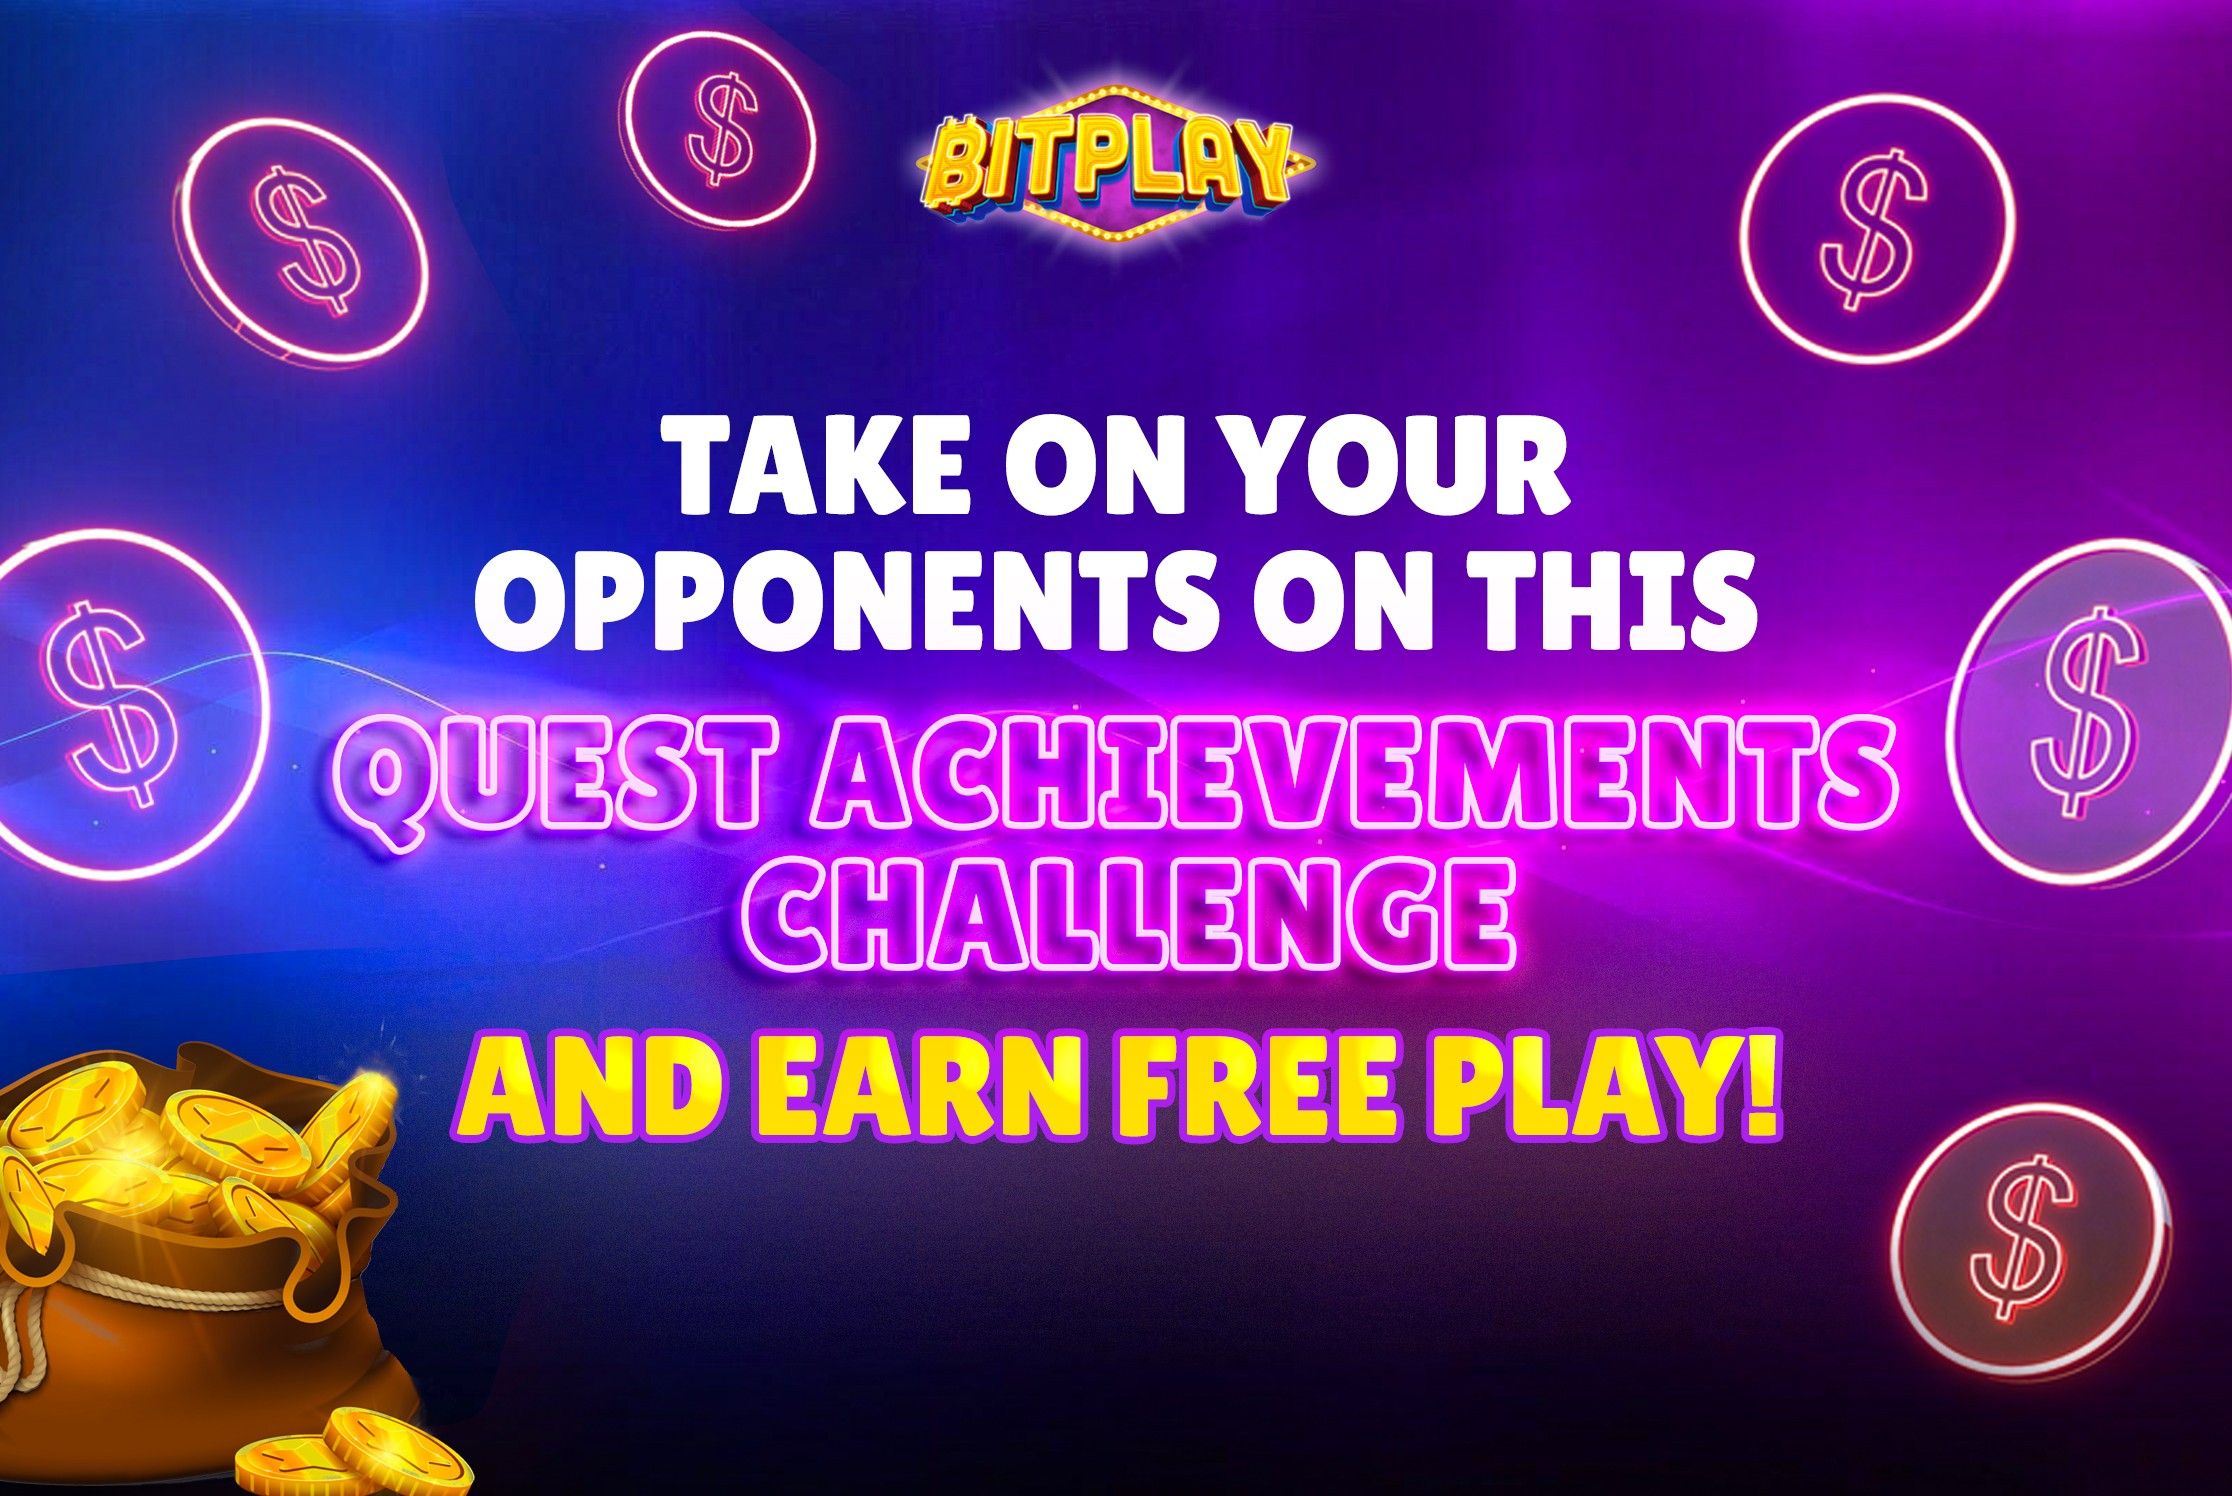 BITPLAY
TAKE ON YOUR
OPPONENTS ON THIS
QUEST ACHIEVEMENTS
CHALLENGE
AND EARN FREE PLAY!